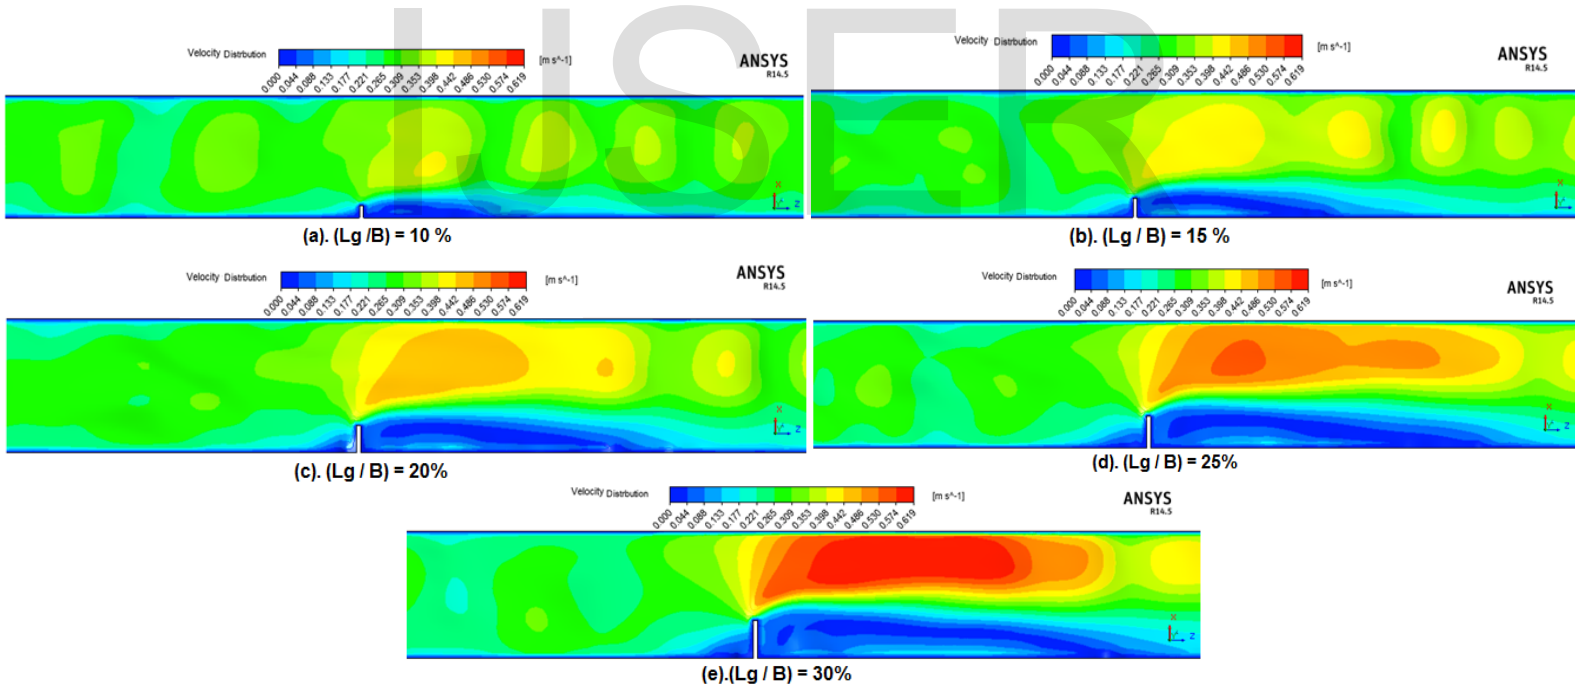 IJSER
Velocity Distrbution
[m s^-1]
0.000 0.044 0.088 0.133 0.177 0.221 0.265 0.309 0.353 0.398 0.442 0.486 0.530 0.574 0.619
ANSYS
R14.5
X
Z
(a). (Lg /B) = 10 %
Velocity Distrbution
[m s^-1]
0.000 0.044 0.088 0.133 0.177 0.221 0.265 0.309 0.353 0.398 0.442 0.486 0.530 0.574 0.619
ANSYS
R14.5
X
Z
(b). (Lg / B) = 15 %
Velocity Distrbution
[m s^-1]
0.000 0.044 0.088 0.133 0.177 0.221 0.265 0.309 0.353 0.398 0.442 0.486 0.530 0.574 0.619
ANSYS
R14.5
X
Z
(c). (Lg / B) = 20%
Velocity Distrbution
[m s^-1]
0.000 0.044 0.088 0.133 0.177 0.221 0.265 0.309 0.353 0.398 0.442 0.486 0.530 0.574 0.619
ANSYS
R14.5
X
Z
(d). (Lg / B) = 25%
Velocity Distrbution
[m s^-1]
0.000 0.044 0.088 0.133 0.177 0.221 0.265 0.309 0.353 0.398 0.442 0.486 0.530 0.574 0.619
ANSYS
R14.5
X
Z
(e).(Lg / B) = 30%